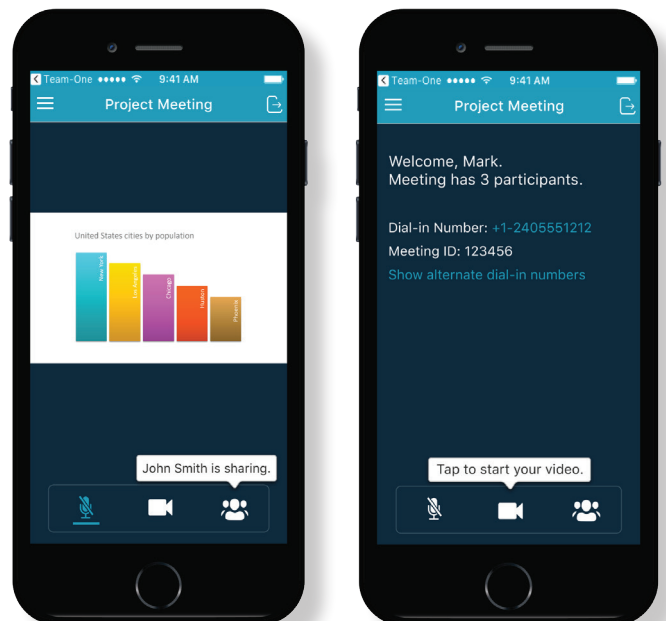 Team-One
9:41 AM
Project Meeting
United States cities by population
New York
Los Angeles
Chicago
Huston
Phoenix
John Smith is sharing.
Team-One
9:41 AM
Project Meeting
Welcome, Mark.
Meeting has 3 participants.
Dial-in Number: +1-2405551212
Meeting ID: 123456
Show alternate dial-in numbers
Tap to start your video.